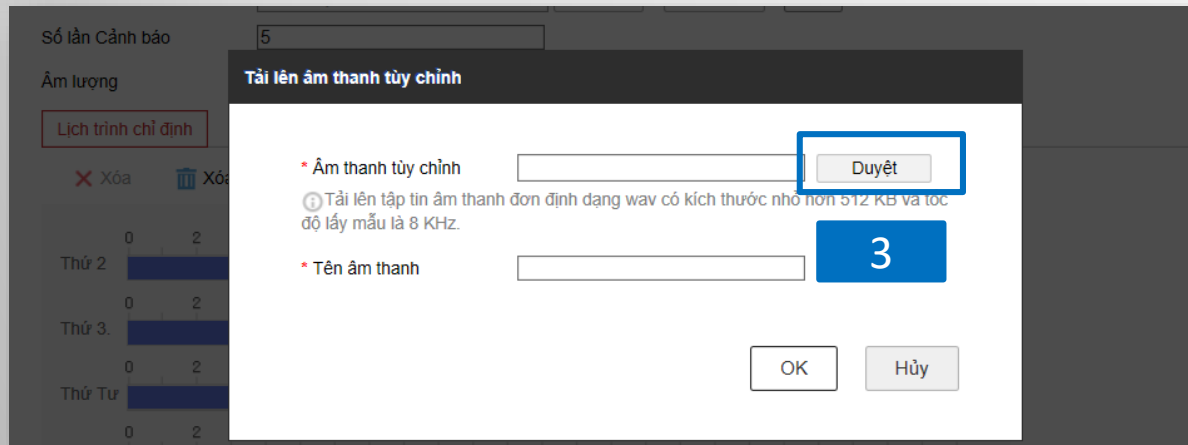 Số lần Cảnh báo
5
Âm lượng
Tải lên âm thanh tùy chỉnh
Lịch trình chỉ định
Xóa
Xóa
* Âm thanh tùy chỉnh
Duyệt
Tải lên tập tin âm thanh đơn định dạng wav có kích thước nhỏ hơn 512 KB và tốc
độ lấy mẫu là 8 KHz.
3
* Tên âm thanh
0 2
Thứ 2
0 2
Thứ 3.
0 2
Thứ Tư
0 2
OK
Hủy